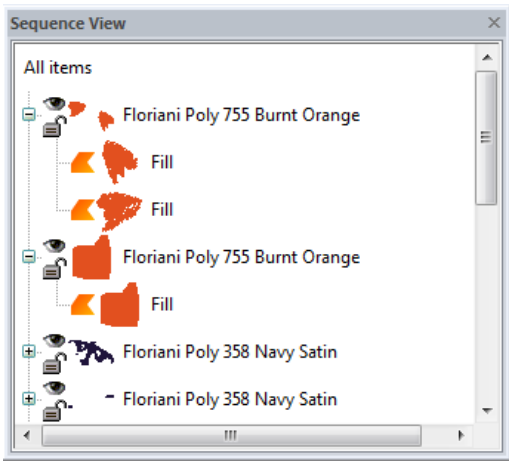 Sequence View
All items
Floriani Poly 755 Burnt Orange
Fill
Fill
Floriani Poly 755 Burnt Orange
Fill
Floriani Poly 358 Navy Satin
Floriani Poly 358 Navy Satin